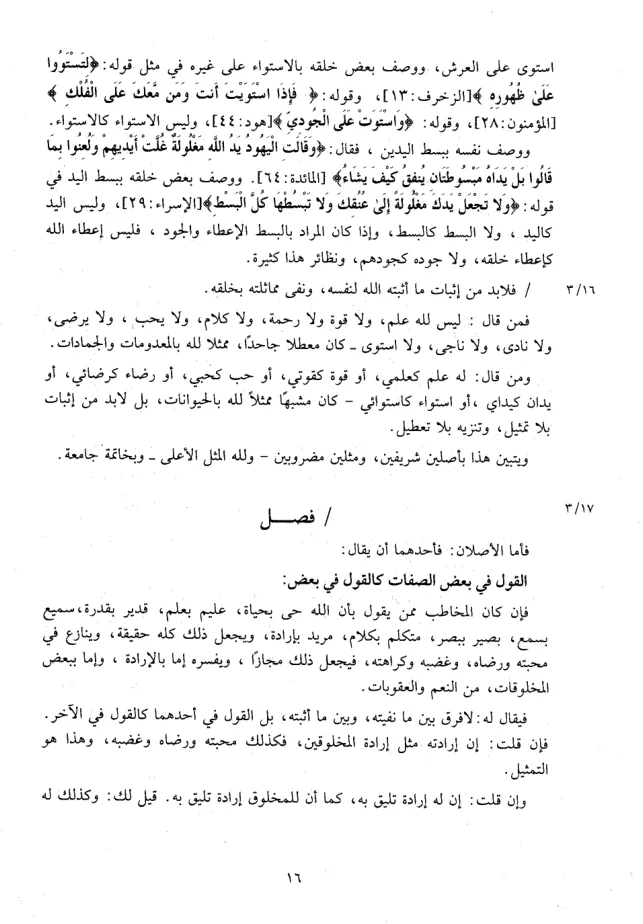 استوى على العرش، ووصف بعض خلقه بالاستواء على غيره في مثل قوله: ﴿لِتَسْتَوُوا
عَلَىٰ ظُهُورِهِ﴾ [الزخرف:١٣]، وقوله: ﴿ فَإِذَا اسْتَوَيْتَ أَنتَ وَمَن مَّعَكَ عَلَى الْفُلْكِ ﴾
[المؤمنون:٢٨]، وقوله: ﴿وَاسْتَوَتْ عَلَى الْجُودِيِّ﴾[هود:٤٤]، وليس الاستواء كالاستواء.
ووصف نفسه ببسط اليدين ، فقال: ﴿وَقَالَتِ الْيَهُودُ يَدُ اللَّهِ مَغْلُولَةٌ غُلَّتْ أَيْدِيهِمْ وَلُعِنُوا بِمَا
قَالُوا بَلْ يَدَاهُ مَبْسُوطَتَانِ يُنفِقُ كَيْفَ يَشَاءُ﴾ [المائدة:٦٤]. ووصف بعض خلقه ببسط اليد في
قوله: ﴿وَلا تَجْعَلْ يَدَكَ مَغْلُولَةً إِلَىٰ عُنُقِكَ وَلا تَبْسُطْهَا كُلَّ الْبَسْطِ﴾[الإسراء:٢٩]، وليس اليد
كاليد ، ولا البسط كالبسط، وإذا كان المراد بالبسط الإعطاء والجود ، فليس إعطاء الله
كإعطاء خلقه، ولا جوده كجودهم، ونظائر هذا كثيرة.
٣/١٦ / فلابد من إثبات ما أثبته الله لنفسه، ونفى مماثلته بخلقه.
فمن قال : ليس لله علم، ولا قوة ولا رحمة، ولا كلام، ولا يحب ، ولا يرضى،
ولا نادى، ولا ناجى، ولا استوى ـ كان معطلا جاحدًا، ممثلا لله بالمعدومات والجمادات.
ومن قال: له علم كعلمي، أو قوة كقوتي، أو حب كحبي، أو رضاء كرضائي، أو
يدان كيداي ،أو استواء كاستوائي – كان مشبهًا ممثلاً لله بالحيوانات، بل لابد من إثبات
بلا تمثيل، وتنزيه بلا تعطيل.
ويتبين هذا بأصلين شريفين، ومثلين مضروبين – ولله المثل الأعلى ـ وبخاتمة جامعة.
٣/١٧ / فصـــل
فأما الأصلان: فأحدهما أن يقال:
القول في بعض الصفات كالقول في بعض:
فإن كان المخاطب ممن يقول بأن الله حى بحياة، عليم بعلم، قدير بقدرة،سميع
بسمع، بصير ببصر، متكلم بكلام، مريد بإرادة، ويجعل ذلك كله حقيقة، وينازع في
محبته ورضاه، وغضبه وكراهته، فيجعل ذلك مجازًا ، ويفسره إما بالإرادة ، وإما ببعض
المخلوقات، من النعم والعقوبات.
فيقال له: لافرق بين ما نفيته، وبين ما أثبته، بل القول في أحدهما كالقول في الآخر.
فإن قلت: إن إرادته مثل إرادة المخلوقين، فكذلك محبته ورضاه وغضبه، وهذا هو
التمثيل.
وإن قلت: إن له إرادة تليق به، كما أن للمخلوق إرادة تليق به. قيل لك: وكذلك له
١٦